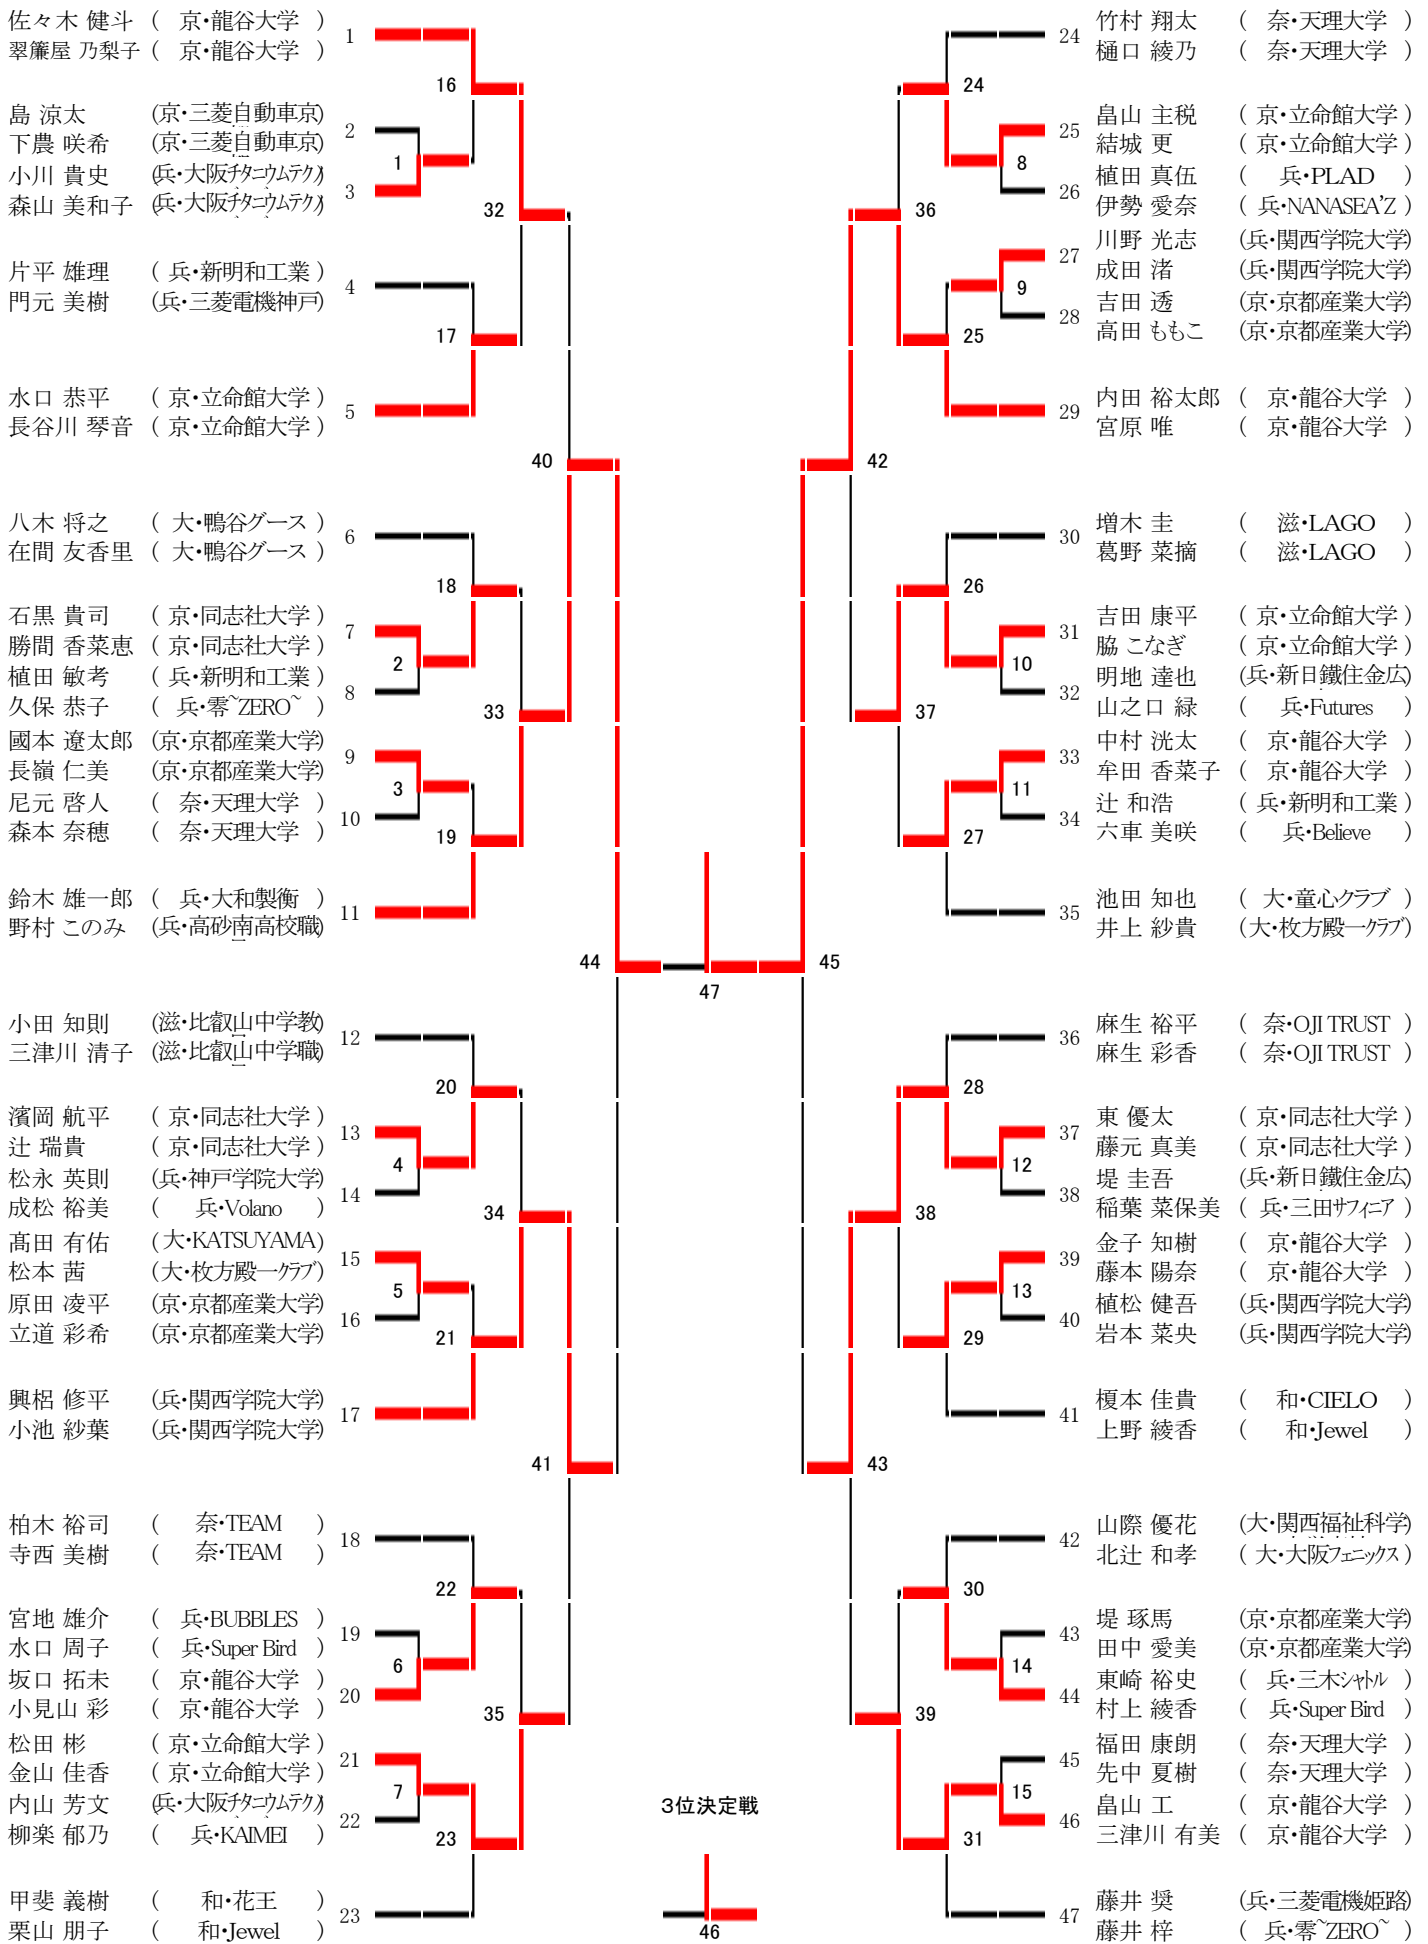 佐々木 健斗 ( 京・龍谷大学 ) 1
翠簾屋 乃梨子 ( 京・龍谷大学 )
16
島 涼太 (京・三菱自動車京)
下農 咲希 (京・三菱自動車京) 2
1
小川 貴史 (兵・大阪チタニウムテクノ)
森山 美和子 (兵・大阪チタニウムテクノ) 3
32
片平 雄理 ( 兵・新明和工業 ) 4
門元 美樹 (兵・三菱電機神戸)
17
水口 恭平 ( 京・立命館大学 ) 5
長谷川 琴音 ( 京・立命館大学 )
40
八木 将之 ( 大・鴨谷グース ) 6
在間 友香里 ( 大・鴨谷グース )
18
石黒 貴司 ( 京・同志社大学 ) 7
勝間 香菜恵 ( 京・同志社大学 )
2
植田 敏考 ( 兵・新明和工業 ) 8
久保 恭子 ( 兵・零~ZERO~ )
33
國本 遼太郎 (京・京都産業大学) 9
長嶺 仁美 (京・京都産業大学)
3
尼元 啓人 ( 奈・天理大学 ) 10
森本 奈穂 ( 奈・天理大学 )
19
鈴木 雄一郎 ( 兵・大和製衡 ) 11
野村 このみ (兵・高砂南高校職)
44
小田 知則 (滋・比叡山中学教) 12
三津川 清子 (滋・比叡山中学職)
20
濱岡 航平 ( 京・同志社大学 ) 13
辻 瑞貴 ( 京・同志社大学 )
4
松永 英則 (兵・神戸学院大学) 14
成松 裕美 ( 兵・Volano )
34
髙田 有佑 (大・KATSUYAMA) 15
松本 茜 (大・枚方殿一クラブ)
5
原田 凌平 (京・京都産業大学) 16
立道 彩希 (京・京都産業大学)
21
興梠 修平 (兵・関西学院大学) 17
小池 紗葉 (兵・関西学院大学)
41
柏木 裕司 ( 奈・TEAM ) 18
寺西 美樹 ( 奈・TEAM )
22
宮地 雄介 ( 兵・BUBBLES ) 19
水口 周子 ( 兵・Super Bird )
6
坂口 拓未 ( 京・龍谷大学 ) 20
小見山 彩 ( 京・龍谷大学 )
35
松田 彬 ( 京・立命館大学 ) 21
金山 佳香 ( 京・立命館大学 )
7
内山 芳文 (兵・大阪チタニウムテクノ) 22
柳楽 郁乃 ( 兵・KAIMEI )
23
甲斐 義樹 ( 和・花王 ) 23
栗山 朋子 ( 和・Jewel )
47
3位決定戦
46
24 竹村 翔太 ( 奈・天理大学 )
樋口 綾乃 ( 奈・天理大学 )
24
25 畠山 主税 ( 京・立命館大学 )
結城 更 ( 京・立命館大学 )
8
26 植田 真伍 ( 兵・PLAD )
伊勢 愛奈 ( 兵・NANASEA'Z )
36
27 川野 光志 (兵・関西学院大学)
成田 渚 (兵・関西学院大学)
9
28 吉田 透 (京・京都産業大学)
高田 ももこ (京・京都産業大学)
25
29 内田 裕太郎 ( 京・龍谷大学 )
宮原 唯 ( 京・龍谷大学 )
42
30 増木 圭 ( 滋・LAGO )
葛野 菜摘 ( 滋・LAGO )
26
31 吉田 康平 ( 京・立命館大学 )
脇 こなぎ ( 京・立命館大学 )
10
32 明地 達也 (兵・新日鐵住金広)
山之口 緑 ( 兵・Futures )
37
33 中村 洸太 ( 京・龍谷大学 )
牟田 香菜子 ( 京・龍谷大学 )
11
34 辻 和浩 ( 兵・新明和工業 )
六車 美咲 ( 兵・Believe )
27
35 池田 知也 ( 大・童心クラブ )
井上 紗貴 (大・枚方殿一クラブ)
45
36 麻生 裕平 ( 奈・OJI TRUST )
麻生 彩香 ( 奈・OJI TRUST )
28
37 東 優太 ( 京・同志社大学 )
藤元 真美 ( 京・同志社大学 )
12
38 堤 圭吾 (兵・新日鐵住金広)
稲葉 菜保美 ( 兵・三田サフィニア )
38
39 金子 知樹 ( 京・龍谷大学 )
藤本 陽奈 ( 京・龍谷大学 )
13
40 植松 健吾 (兵・関西学院大学)
岩本 菜央 (兵・関西学院大学)
29
41 榎本 佳貴 ( 和・CIELO )
上野 綾香 ( 和・Jewel )
43
42 山際 優花 (大・関西福祉科学)
北辻 和孝 ( 大・大阪フェニックス )
30
43 堤 琢馬 (京・京都産業大学)
田中 愛美 (京・京都産業大学)
14
44 東崎 裕史 ( 兵・三木シャトル )
村上 綾香 ( 兵・Super Bird )
39
45 福田 康朗 ( 奈・天理大学 )
先中 夏樹 ( 奈・天理大学 )
15
46 畠山 工 ( 京・龍谷大学 )
三津川 有美 ( 京・龍谷大学 )
31
47 藤井 奨 (兵・三菱電機姫路)
藤井 梓 ( 兵・零~ZERO~ )